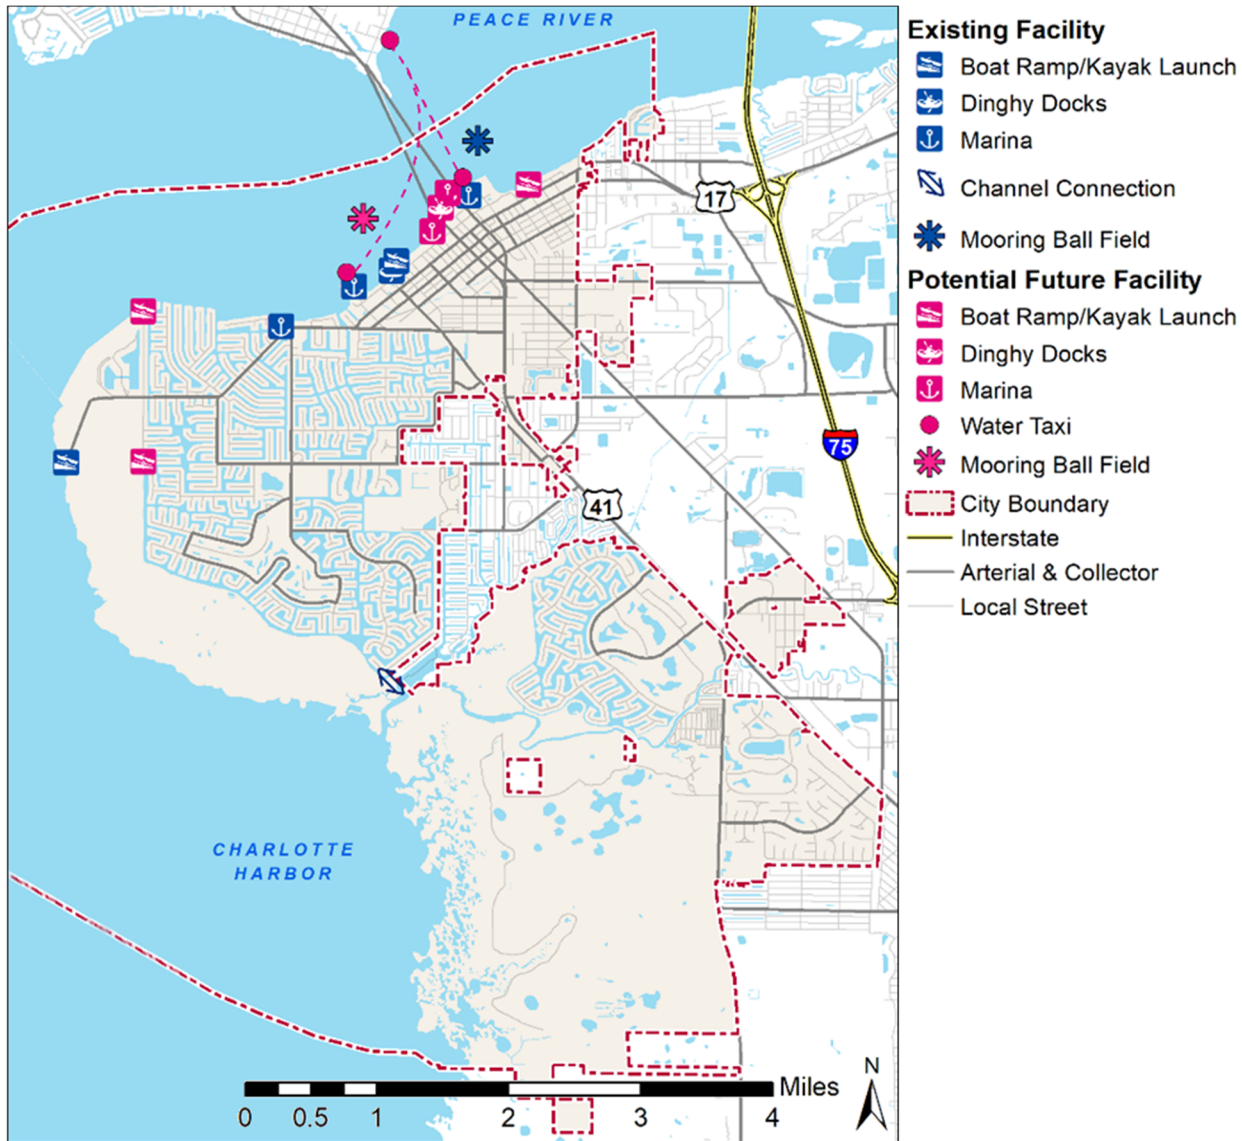 PEACE RIVER
17
75
41
CHARLOTTE
HARBOR
Miles
0 0.5 1 2 3 4
N
Existing Facility
Boat Ramp/Kayak Launch
Dinghy Docks
Marina
Channel Connection
Mooring Ball Field
Potential Future Facility
Boat Ramp/Kayak Launch
Dinghy Docks
Marina
Water Taxi
Mooring Ball Field
City Boundary
Interstate
Arterial & Collector
Local Street